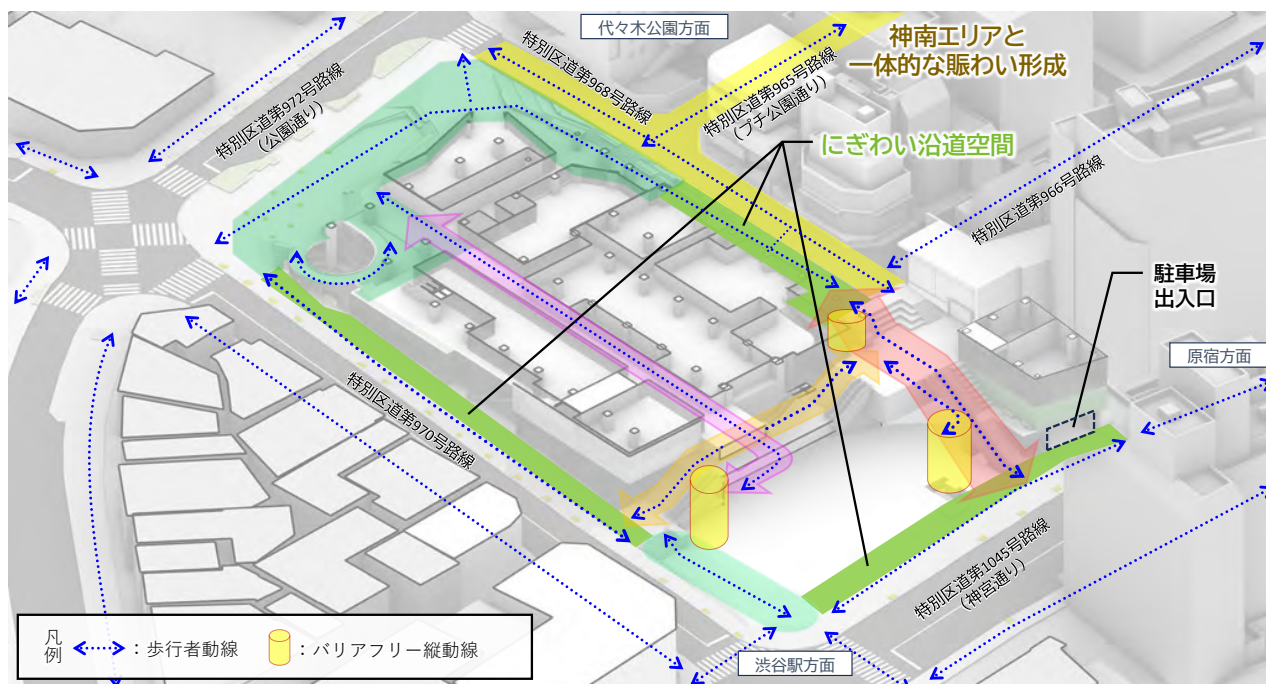 代々木公園方面
神南エリアと
一体的な賑わい形成
特別区道第968号路線
特別区道第965号路線
(プチ公園通り)
特別区道第972号路線
(公園通り)
にぎわい沿道空間
特別区道第966号路線
駐車場
出入口
原宿方面
特別区道第970号路線
特別区道第1045号路線
(神宮通り)
渋谷駅方面
凡例
:歩行者動線
:バリアフリー縦動線